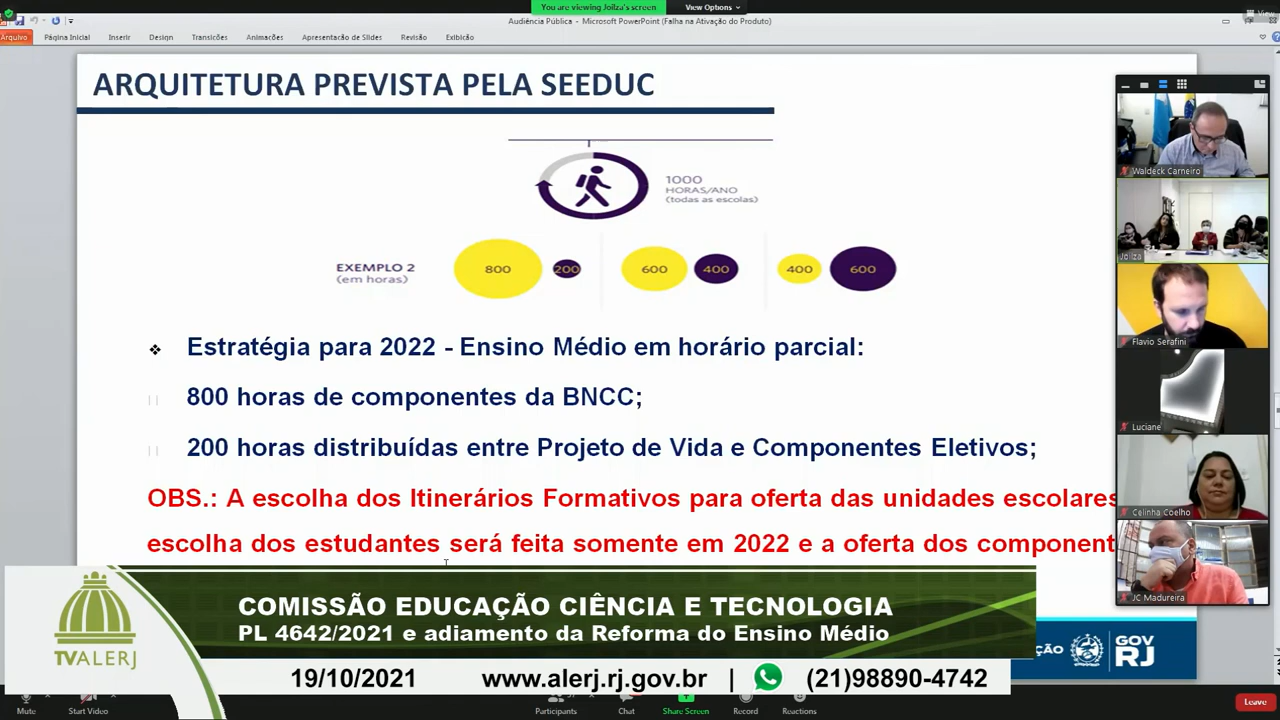 You are viewing Joilza's screen
View Options
View
Audiência Pública - Microsoft PowerPoint (Falha na Ativação do Produto)
Arquivo
Página Inicial
Inserir
Design
Transições
Animações
Apresentação de Slides
Revisão
Exibição
ARQUITETURA PREVISTA PELA SEEDUC
1000
HORAS/ANO
(todas as escolas)
EXEMPLO 2
(em horas)
800
200
600
400
400
600
❖ Estratégia para 2022 - Ensino Médio em horário parcial:
800 horas de componentes da BNCC;
200 horas distribuídas entre Projeto de Vida e Componentes Eletivos;
OBS.: A escolha dos Itinerários Formativos para oferta das unidades escolares
escolha dos estudantes será feita somente em 2022 e a oferta dos component
Waldeck Carneiro
Joilza
Flavio Serafini
Luciane
Celinha Coelho
JC Madureira
COMISSÃO EDUCAÇÃO CIÊNCIA E TECNOLOGIA
PL 4642/2021 e adiamento da Reforma do Ensino Médio
TVALERJ
19/10/2021
www.alerj.rj.gov.br | (21)98890-4742
AÇÃO
GOV
RJ
Mute
Start Video
Participants
Chat
Share Screen
Record
Reactions
Leave